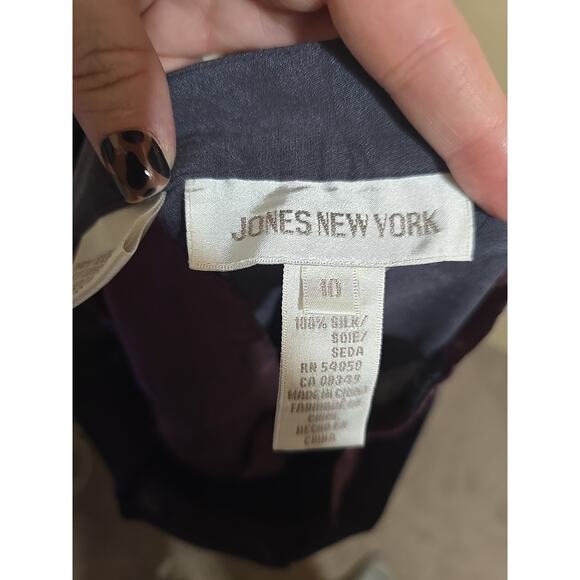 JONES NEW YORK
10
100% SILK/
SOIE/
SEDA
RN 54050
CA 09349
MADE IN CHINA
FABRIQUE EN
CHINE
HECHO EN
CHINA